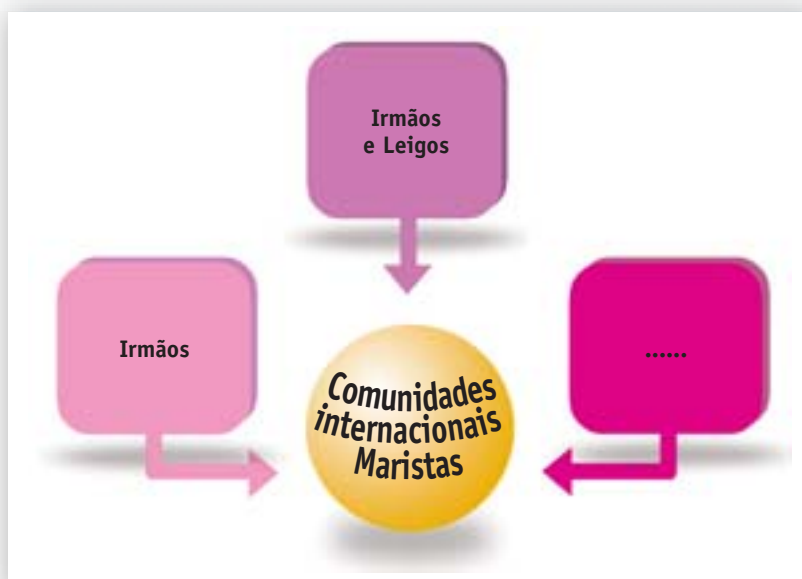 Irmãos
e Leigos
Irmãos
......
Comunidades
internacionais
Maristas